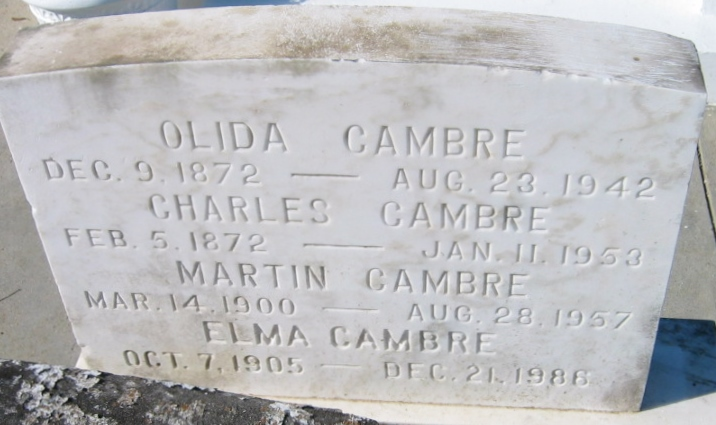 OLIDA CAMBRE
DEC. 9. 1872 — AUG. 23. 1942
CHARLES CAMBRE
FEB. 5. 1872 — JAN. 11. 1953
MARTIN CAMBRE
MAR. 14. 1900 — AUG. 28. 1957
ELMA CAMBRE
OCT. 7, 1905 — DEC. 21. 1986